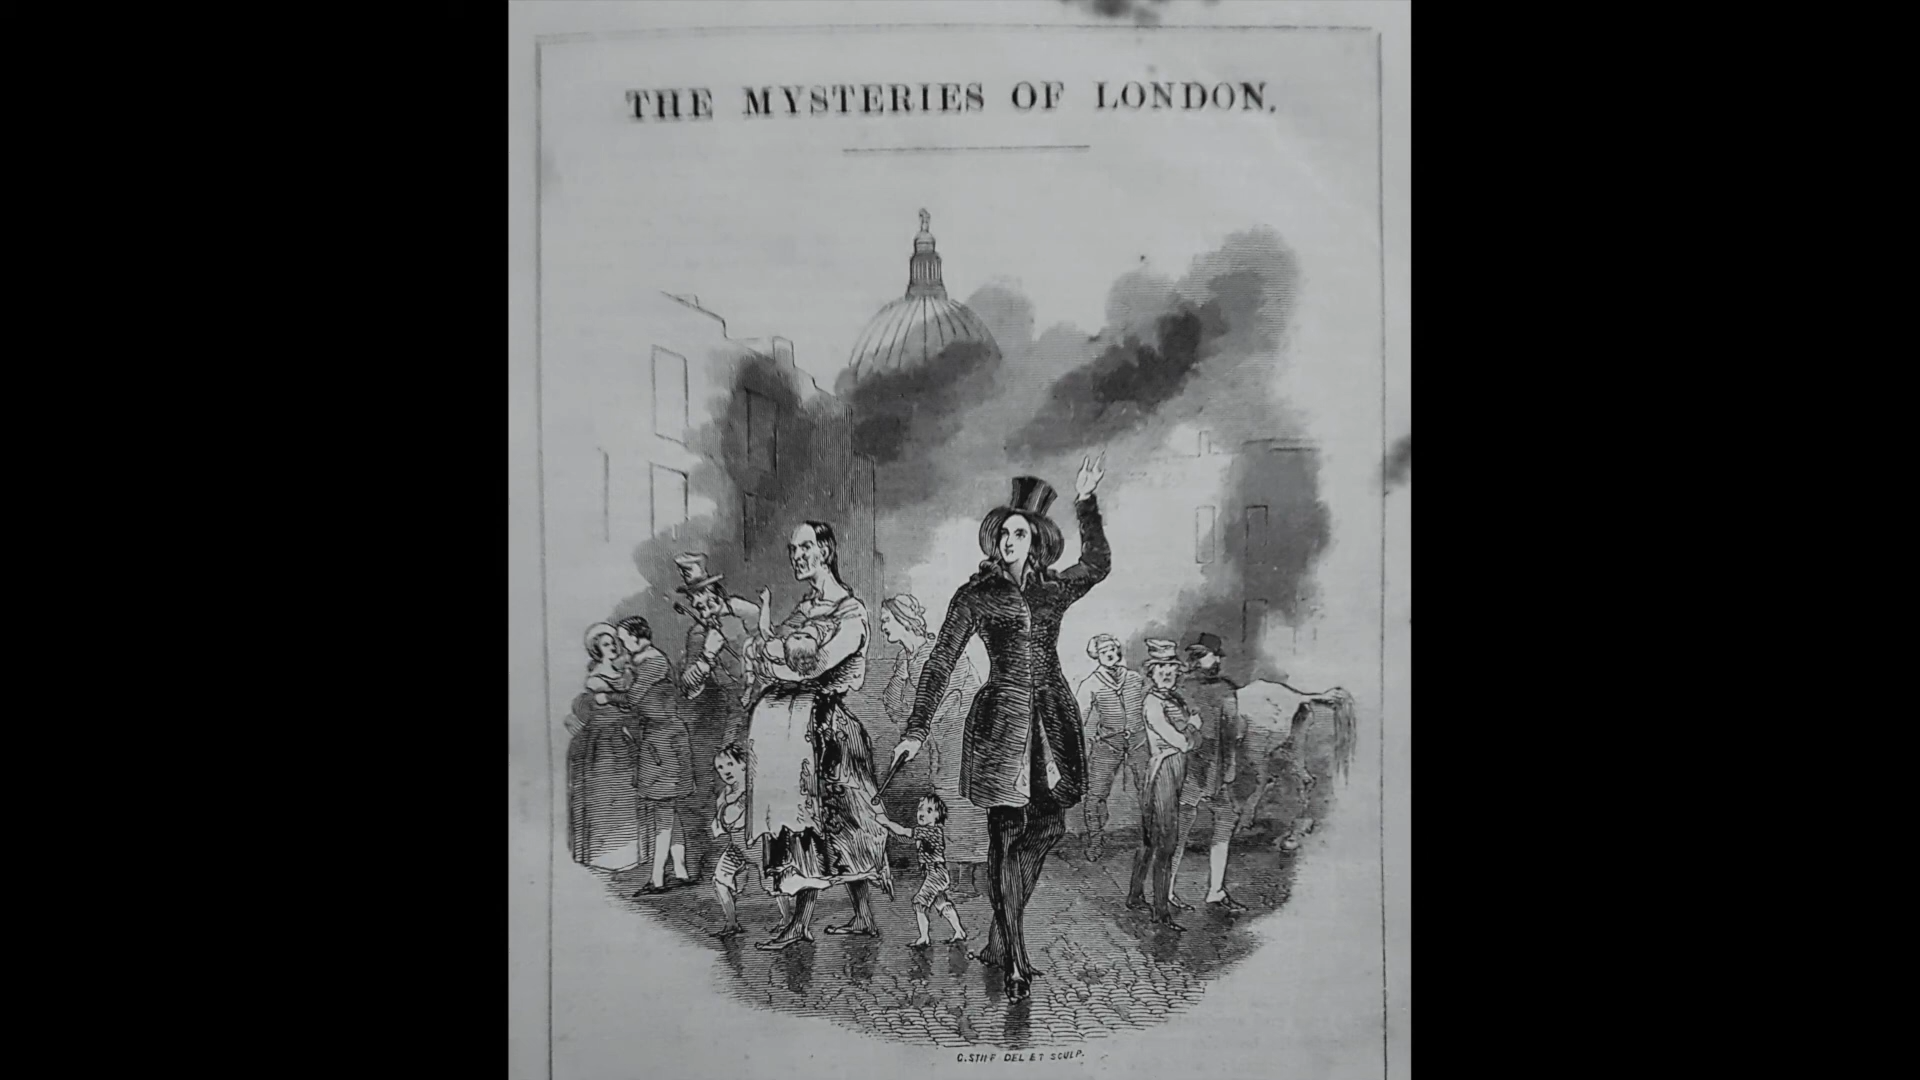 THE MYSTERIES OF LONDON.
G. STIFF DEL ET SCULP.